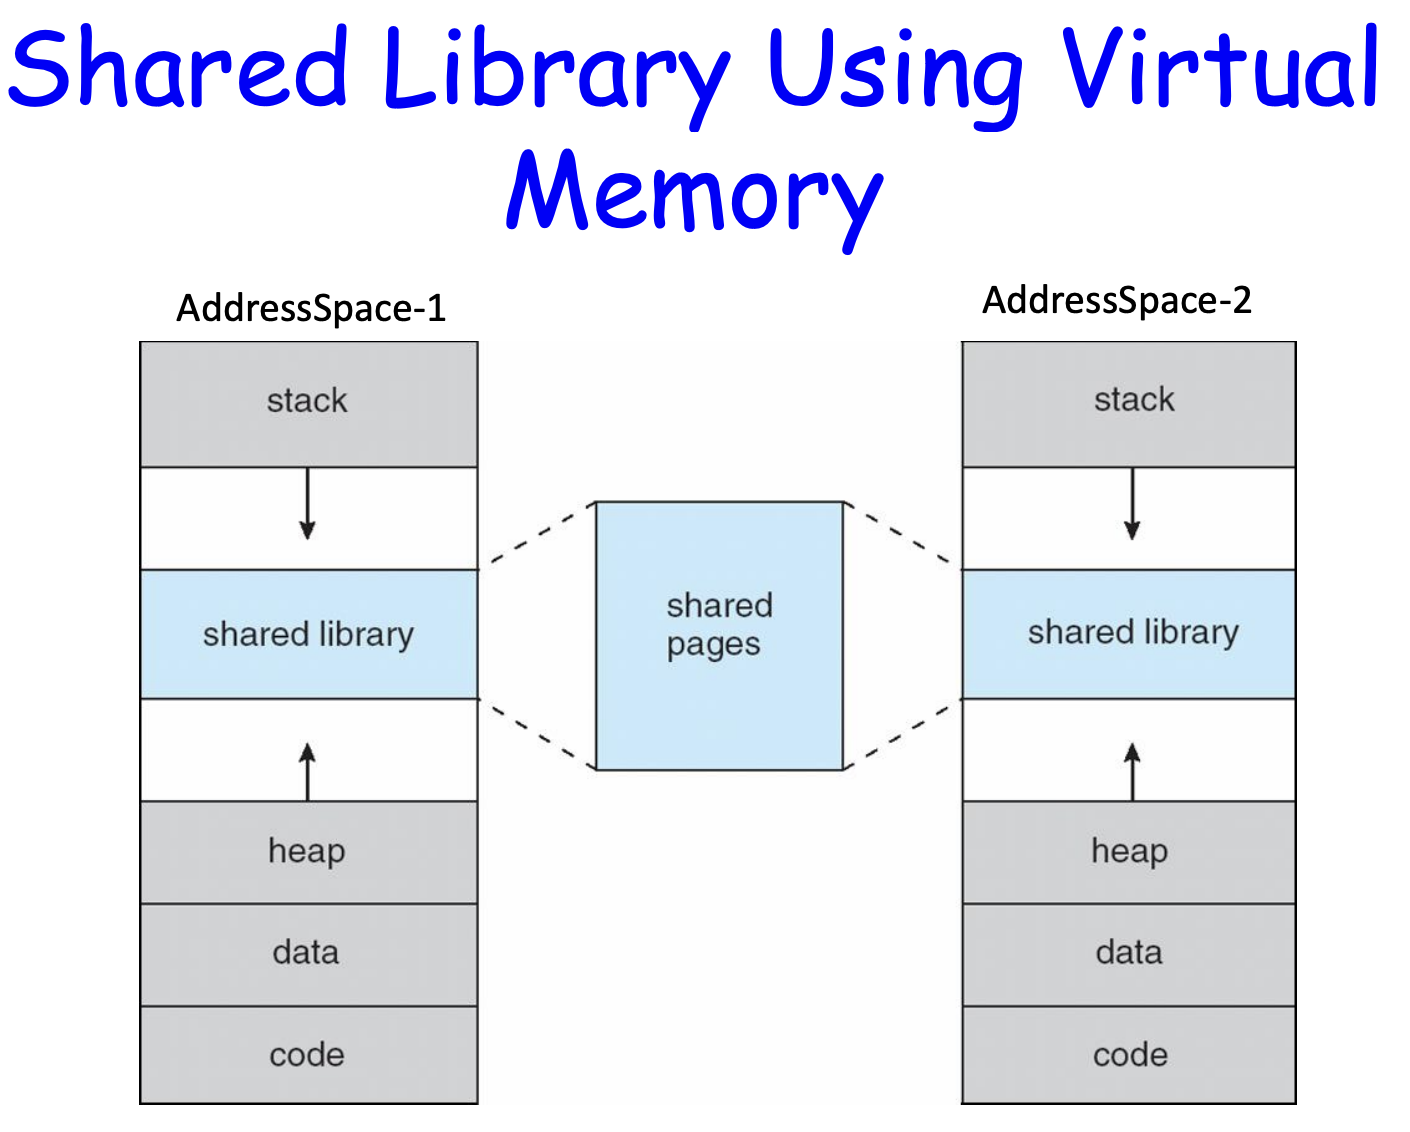 Shared Library Using Virtual
Memory
AddressSpace-1
AddressSpace-2
stack
stack
shared library
shared
pages
shared library
heap
heap
data
data
code
code